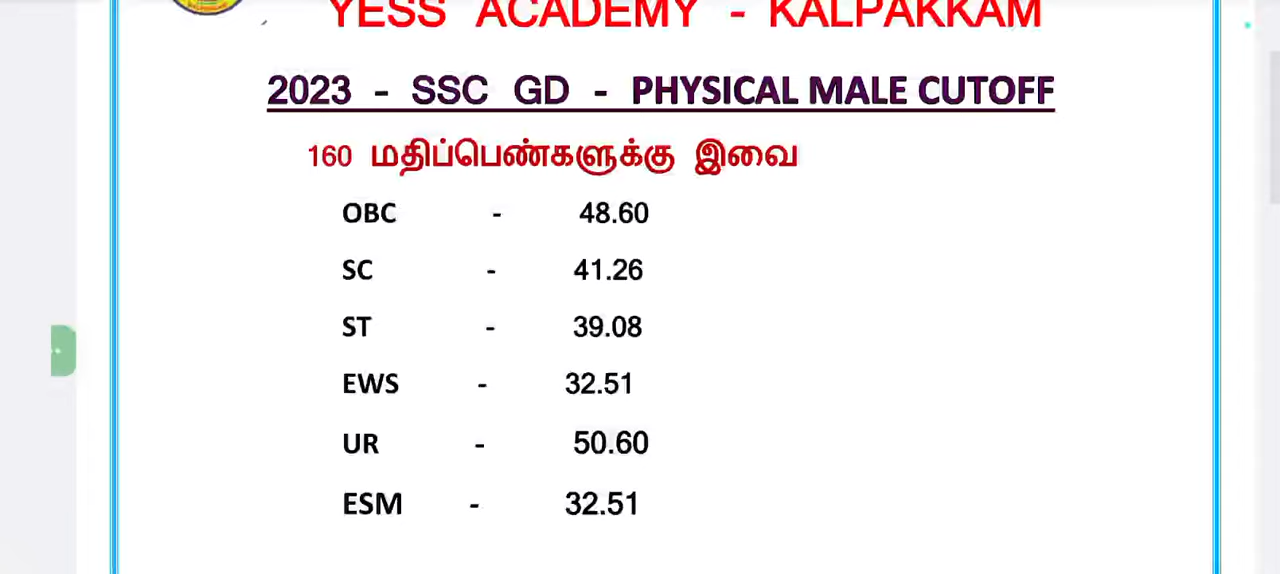 YESS ACADEMY - KALPAKKAM
2023 - SSC GD - PHYSICAL MALE CUTOFF
160 மதிப்பெண்களுக்கு இவை
OBC - 48.60
SC - 41.26
ST - 39.08
EWS - 32.51
UR - 50.60
ESM - 32.51